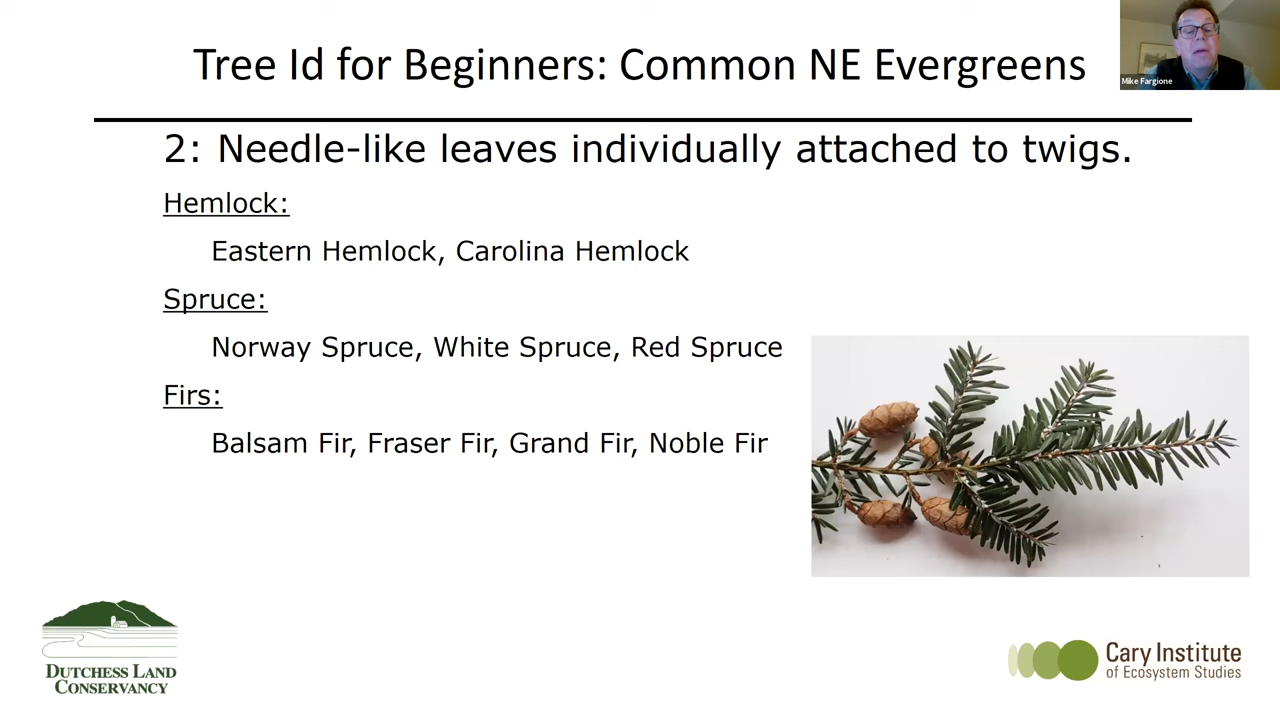 Tree Id for Beginners: Common NE Evergreens
Mike Fargione
2: Needle-like leaves individually attached to twigs.
Hemlock:
Eastern Hemlock, Carolina Hemlock
Spruce:
Norway Spruce, White Spruce, Red Spruce
Firs:
Balsam Fir, Fraser Fir, Grand Fir, Noble Fir
DUTCHESS LAND
CONSERVANCY
Cary Institute
of Ecosystem Studies